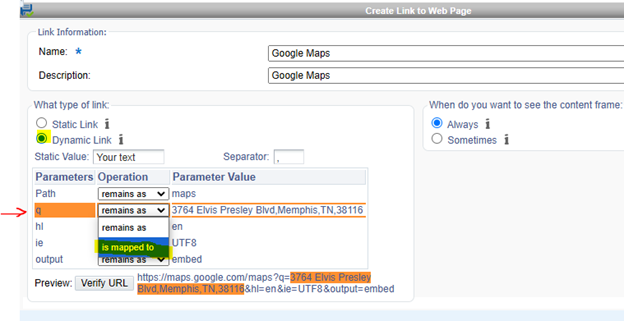 Create Link to Web Page
Link Information:
Name: * Google Maps
Description: Google Maps
What type of link:
Static Link
Dynamic Link
Static Value: Your text Separator: ,
Parameters Operation Parameter Value
Path remains as maps
q remains as 3764 Elvis Presley Blvd,Memphis,TN,38116
hl remains as en
ie is mapped to UTF8
output remains as embed
Preview: Verify URL https://maps.google.com/maps?q=3764 Elvis Presley
Blvd,Memphis,TN,38116&hl=en&ie=UTF8&output=embed
When do you want to see the content frame:
Always
Sometimes